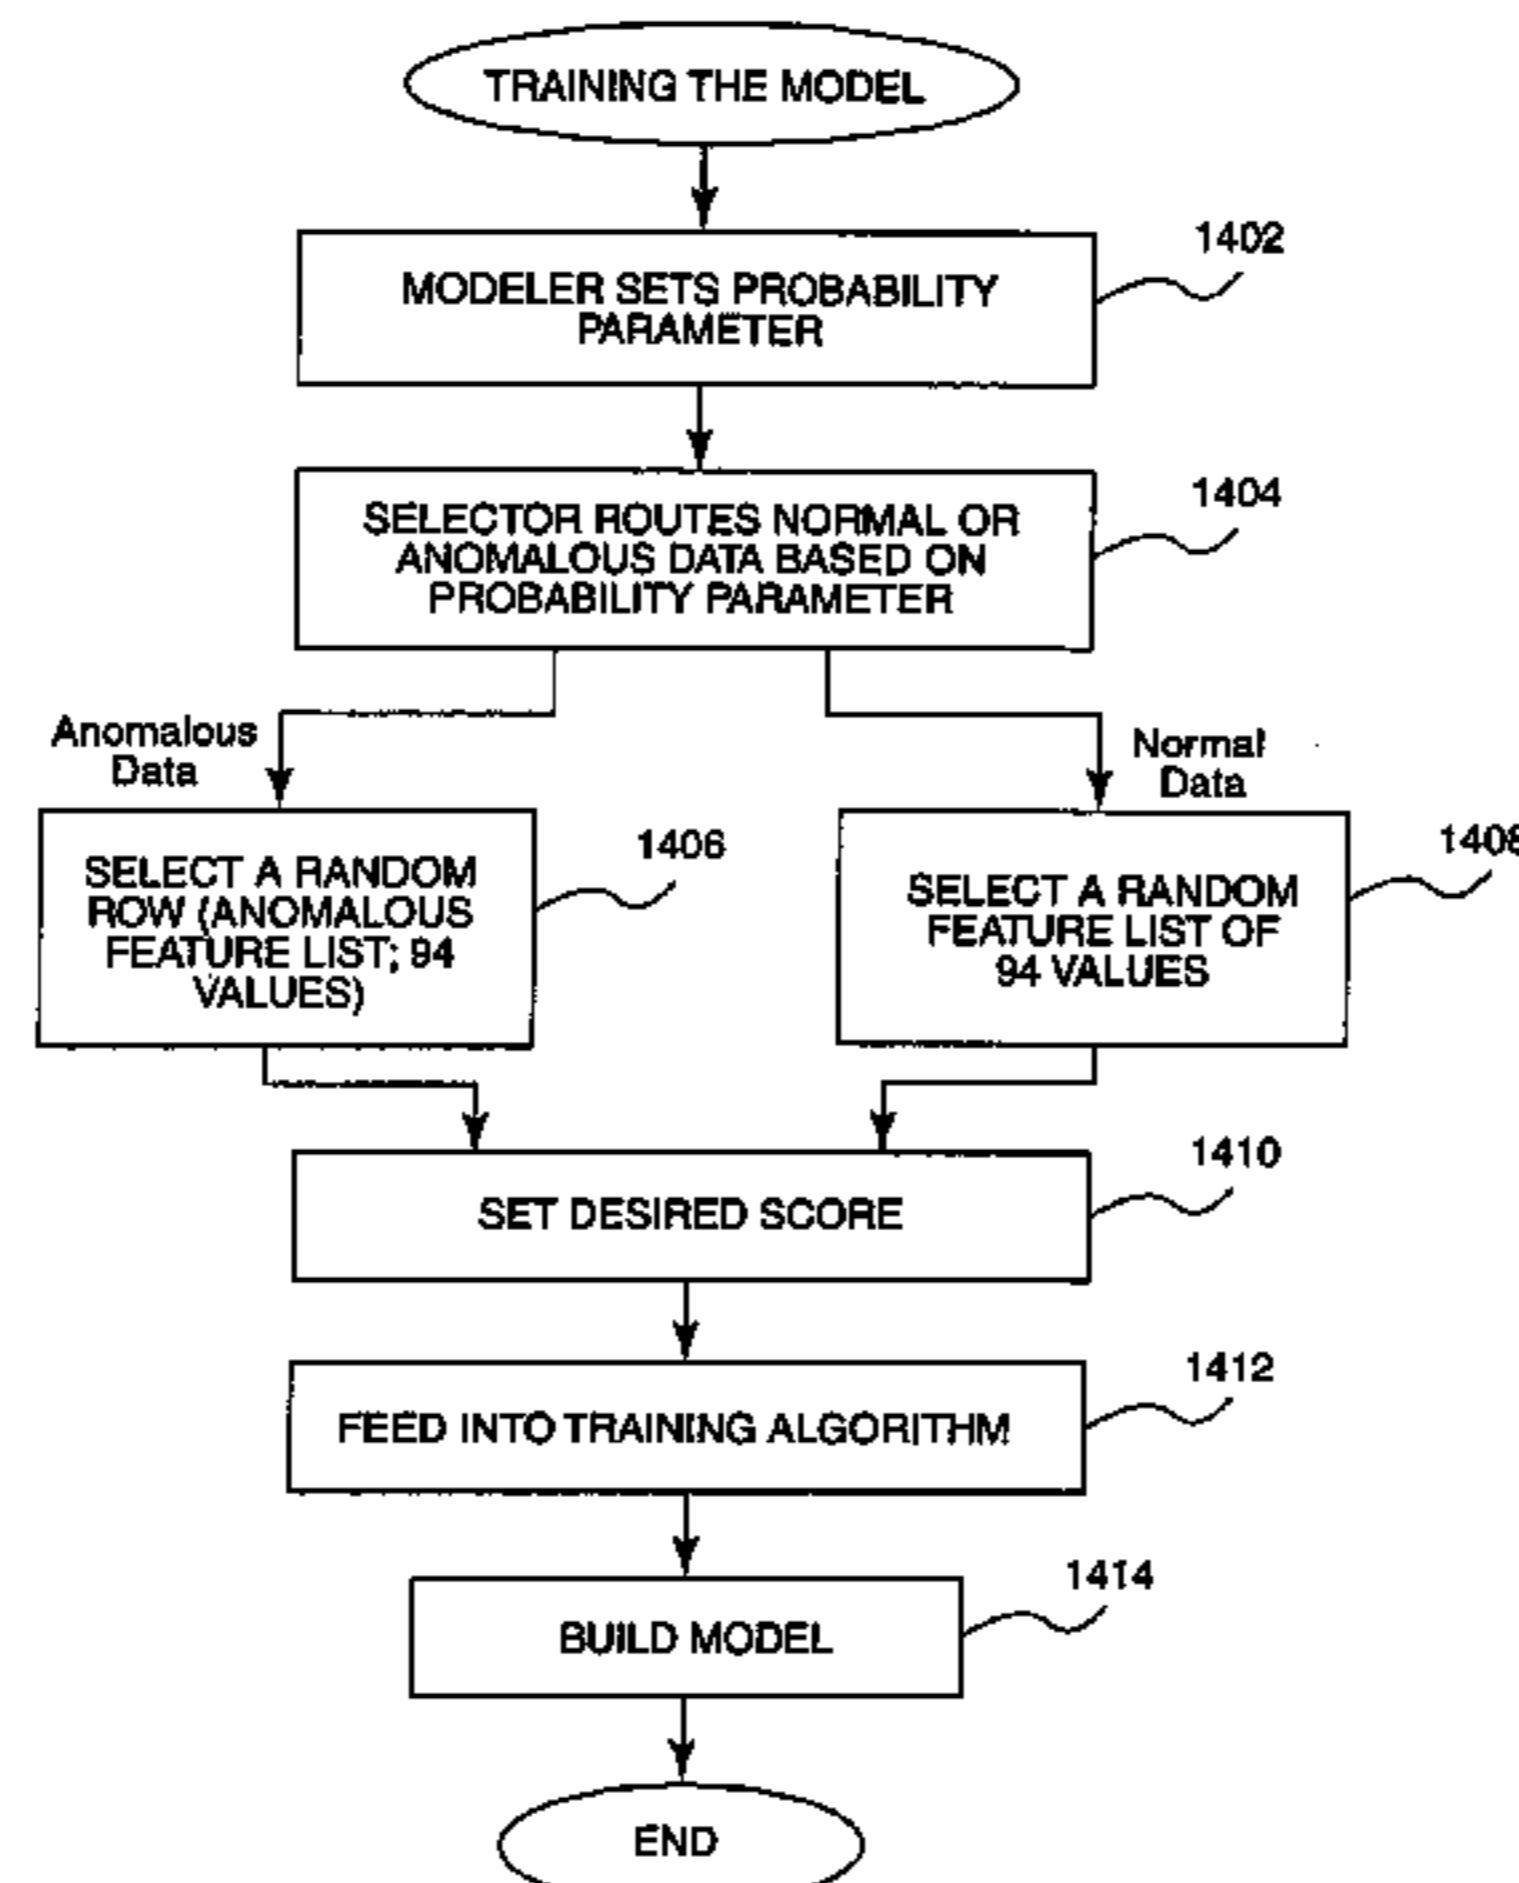 TRAINING THE MODEL
1402
MODELER SETS PROBABILITY
PARAMETER
1404
SELECTOR ROUTES NORMAL OR
ANOMALOUS DATA BASED ON
PROBABILITY PARAMETER
Anomalous
Data
Normal
Data
1406
SELECT A RANDOM
ROW (ANOMALOUS
FEATURE LIST; 94
VALUES)
1408
SELECT A RANDOM
FEATURE LIST OF
94 VALUES
1410
SET DESIRED SCORE
1412
FEED INTO TRAINING ALGORITHM
1414
BUILD MODEL
END